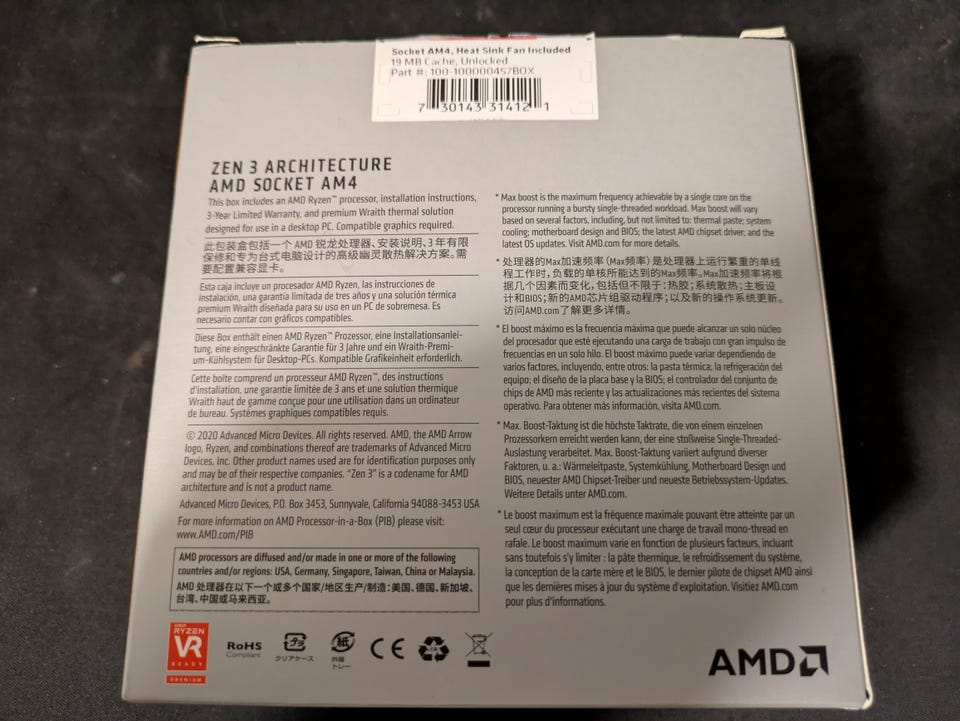 Socket AM4, Heat Sink Fan Included
19 MB Cache, Unlocked
Part #: 100-100000457BOX
7 30143 31412 1
ZEN 3 ARCHITECTURE
AMD SOCKET AM4
This box includes an AMD Ryzen™ processor, installation instructions,
3-Year Limited Warranty, and premium Wraith thermal solution
designed for use in a desktop PC. Compatible graphics required.
此包装盒包括一个 AMD 锐龙处理器、安装说明、3 年有限
保修和专为台式电脑设计的高级幽灵散热解决方案。需
要配置兼容显卡。
Esta caja incluye un procesador AMD Ryzen, las instrucciones de
instalación, una garantía limitada de tres años y una solución térmica
premium Wraith diseñada para su uso en un PC de sobremesa. Es
necesario contar con gráficos compatibles.
Diese Box enthält einen AMD Ryzen™ Prozessor, eine Installationsanlei-
tung, eine eingeschränkte Garantie für 3 Jahre und ein Wraith-Premi-
um-Kühlsystem für Desktop-PCs. Kompatible Grafikeinheit erforderlich.
Cette boîte comprend un processeur AMD Ryzen™, des instructions
d'installation, une garantie limitée de 3 ans et une solution thermique
Wraith haut de gamme conçue pour une utilisation dans un ordinateur
de bureau. Systèmes graphiques compatibles requis.
© 2020 Advanced Micro Devices. All rights reserved. AMD, the AMD Arrow
logo, Ryzen, and combinations thereof are trademarks of Advanced Micro
Devices, Inc. Other product names used are for identification purposes only
and may be of their respective companies. “Zen 3” is a codename for AMD
architecture and is not a product name.
Advanced Micro Devices, P.O. Box 3453, Sunnyvale, California 94088-3453 USA
For more information on AMD Processor-in-a-Box (PIB) please visit:
www.AMD.com/PIB
AMD processors are diffused and/or made in one or more of the following
countries and/or regions: USA, Germany, Singapore, Taiwan, China or Malaysia.
AMD 处理器在以下一个或多个国家/地区生产/制造：美国、德国、新加坡、
台湾、中国或马来西亚。
* Max boost is the maximum frequency achievable by a single core on the
processor running a bursty single-threaded workload. Max boost will vary
based on several factors, including, but not limited to: thermal paste; system
cooling; motherboard design and BIOS; the latest AMD chipset driver; and the
latest OS updates. Visit AMD.com for more details.
* 处理器的Max加速频率（Max频率）是处理器上运行繁重的单线
程工作时，负载的单核所能达到的Max频率。Max加速频率将根
据几个因素而变化，包括但不限于：热胶；系统散热；主板设
计和BIOS；新的AMD芯片组驱动程序；以及新的操作系统更新。
访问AMD.com了解更多详情。
* El boost máximo es la frecuencia máxima que puede alcanzar un solo núcleo
del procesador que esté ejecutando una carga de trabajo con gran impulso de
frecuencias en un solo hilo. El boost máximo puede variar dependiendo de
varios factores, incluyendo, entre otros: la pasta térmica; la refrigeración del
equipo; el diseño de la placa base y la BIOS; el controlador del conjunto de
chips de AMD más reciente y las actualizaciones más recientes del sistema
operativo. Para obtener más información, visita AMD.com.
* Max. Boost-Taktung ist die höchste Taktrate, die von einem einzelnen
Prozessorkern erreicht werden kann, der eine stoßweise Single-Threaded-
Auslastung verarbeitet. Max. Boost-Taktung variiert aufgrund diverser
Faktoren, u. a.: Wärmeleitpaste, Systemkühlung, Motherboard Design und
BIOS, neuester AMD Chipset-Treiber und neueste Betriebssystem-Updates.
Weitere Details unter AMD.com.
* Le boost maximum est la fréquence maximale pouvant être atteinte par un
seul cœur du processeur exécutant une charge de travail mono-thread en
rafale. Le boost maximum varie en fonction de plusieurs facteurs, incluant
sans toutefois s'y limiter : la pâte thermique, le refroidissement du système,
la conception de la carte mère et le BIOS, le dernier pilote de chipset AMD ainsi
que les dernières mises à jour du système d'exploitation. Visitiez AMD.com
pour plus d'informations.
AMD
RYZEN
VR
READY
PREMIUM
RoHS
Compliant
プラ
クリアケース
紙
外箱
トレー
CE
AMD